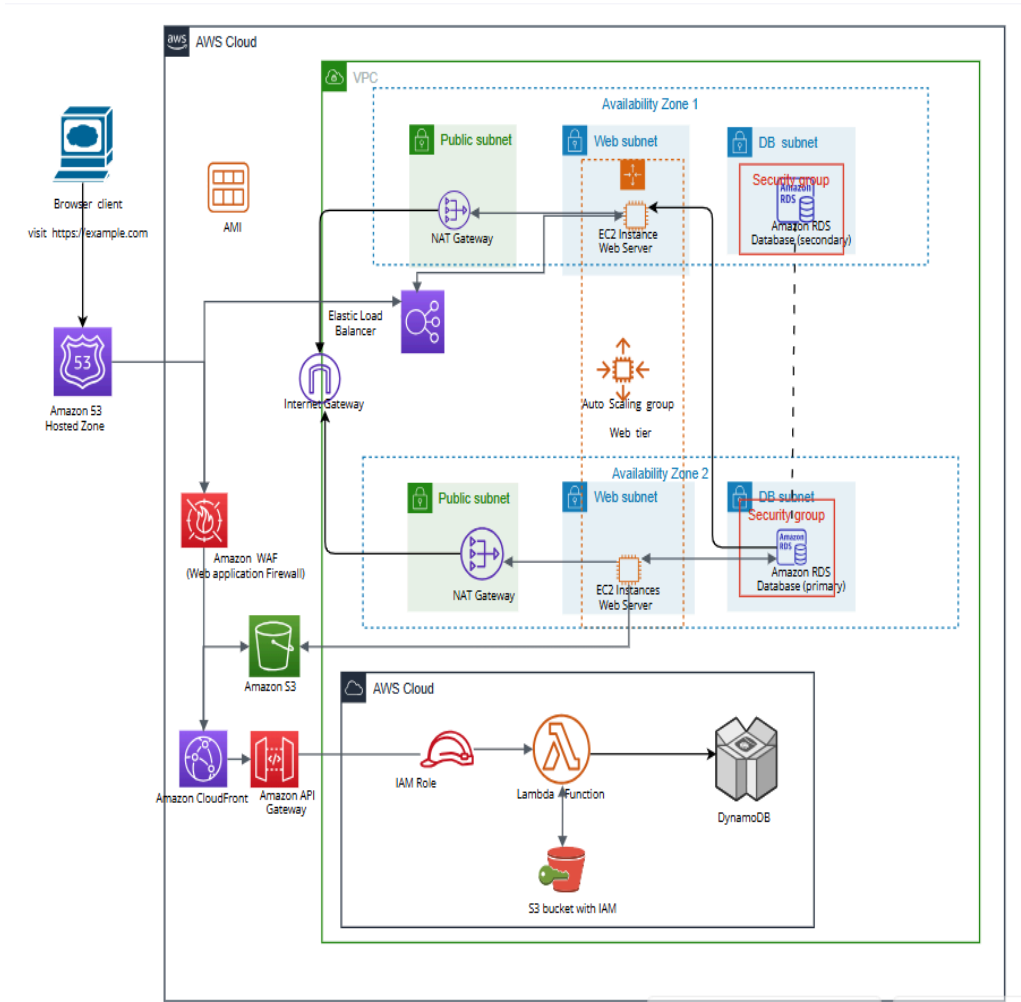 aws
AWS Cloud
VPC
Availability Zone 1
Public subnet
Web subnet
DB subnet
Security group
Amazon
RDS
Amazon RDS
Database (secondary)
NAT Gateway
EC2 Instance
Web Server
Browser client
visit https://example.com
AMI
Elastic Load
Balancer
53
Amazon 53
Hosted Zone
Internet Gateway
Auto Scaling group
Web tier
Availability Zone 2
Public subnet
Web subnet
DB subnet
Security group
Amazon
RDS
Amazon RDS
Database (primary)
NAT Gateway
EC2 Instances
Web Server
Amazon WAF
(Web application Firewall)
Amazon S3
AWS Cloud
</>
Amazon CloudFront
Amazon API
Gateway
IAM Role
Lambda Function
DynamoDB
S3 bucket with IAM